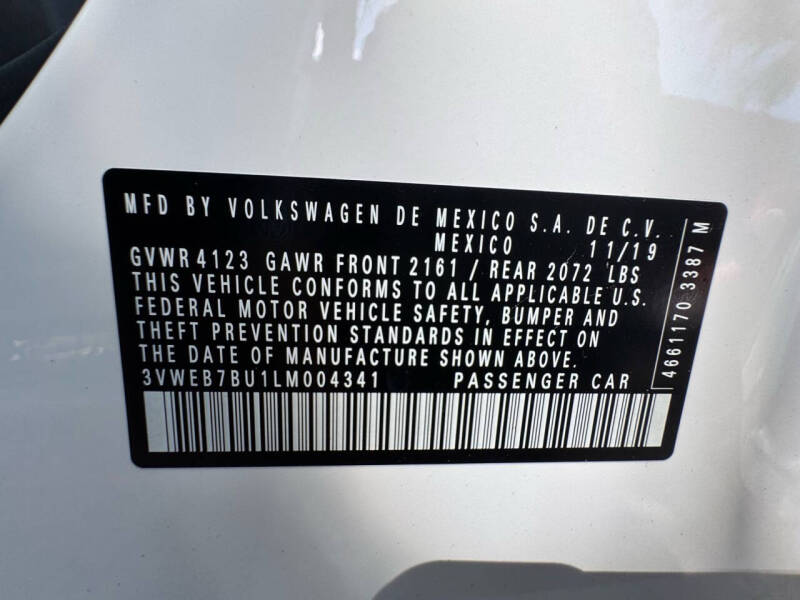 MFD BY VOLKSWAGEN DE MEXICO S.A. DE C.V.
MEXICO 11/19
GVWR 4123 GAWR FRONT 2161 / REAR 2072 LBS
THIS VEHICLE CONFORMS TO ALL APPLICABLE U.S.
FEDERAL MOTOR VEHICLE SAFETY, BUMPER AND
THEFT PREVENTION STANDARDS IN EFFECT ON
THE DATE OF MANUFACTURE SHOWN ABOVE.
3VWEB7BU1LM004341 PASSENGER CAR
4661170 3387 M